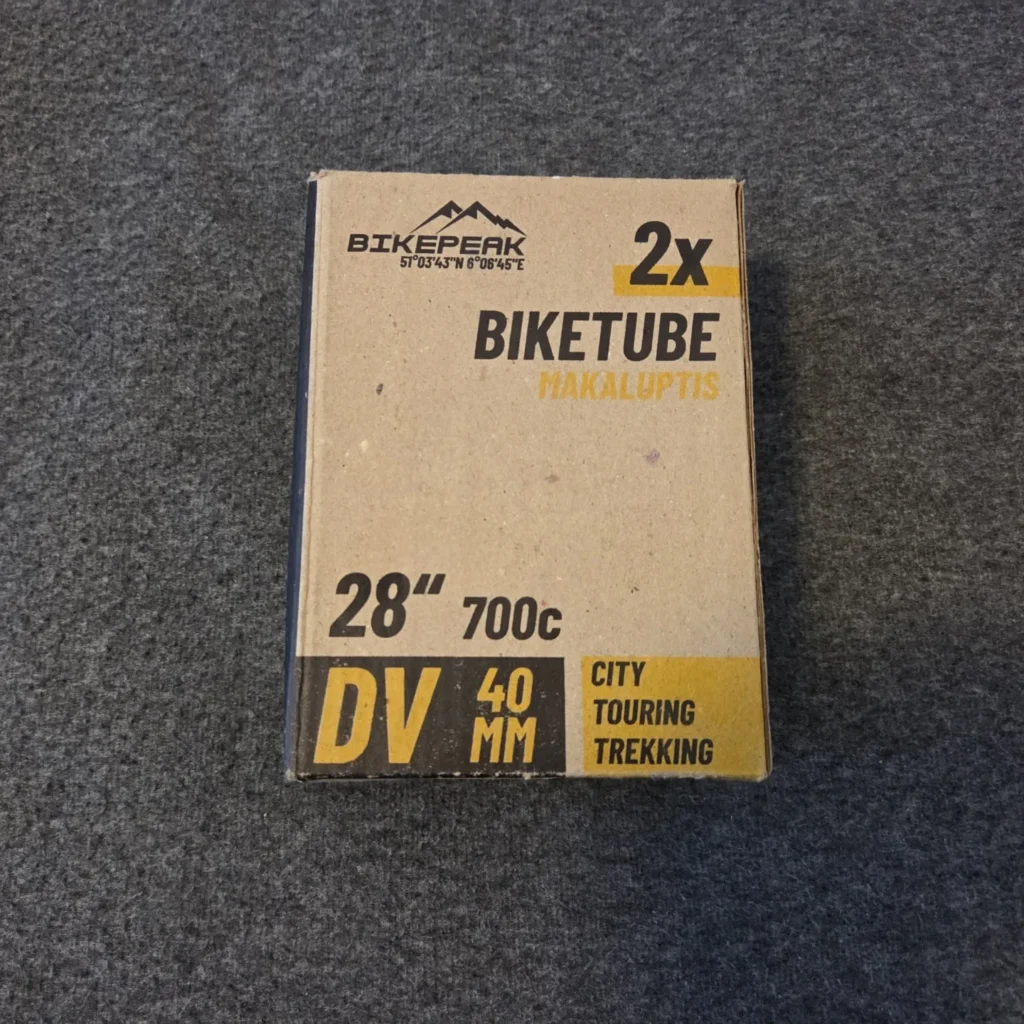 BIKEPEAK
51°03'43"N 6°06'45"E
2x
BIKETUBE
MAKALUPTIS
28“ 700c
DV
40
MM
CITY
TOURING
TREKKING